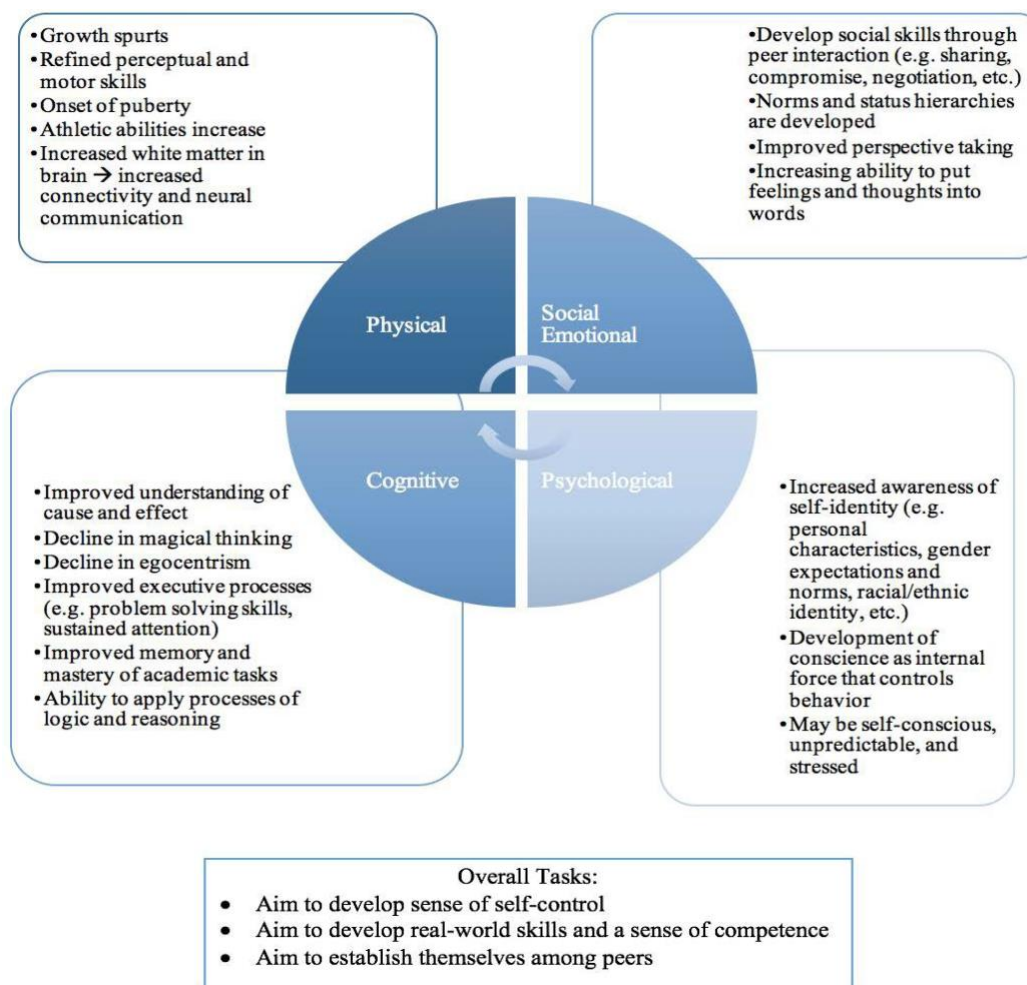 •Growth spurts
•Refined perceptual and
motor skills
•Onset of puberty
•Athletic abilities increase
•Increased white matter in
brain → increased
connectivity and neural
communication
•Develop social skills through
peer interaction (e.g. sharing,
compromise, negotiation, etc.)
•Norms and status hierarchies
are developed
•Improved perspective taking
•Increasing ability to put
feelings and thoughts into
words
Physical
Social
Emotional
Cognitive
Psychological
•Improved understanding of
cause and effect
•Decline in magical thinking
•Decline in egocentrism
•Improved executive processes
(e.g. problem solving skills,
sustained attention)
•Improved memory and
mastery of academic tasks
•Ability to apply processes of
logic and reasoning
•Increased awareness of
self-identity (e.g.
personal
characteristics, gender
expectations and
norms, racial/ethnic
identity, etc.)
•Development of
conscience as internal
force that controls
behavior
•May be self-conscious,
unpredictable, and
stressed
Overall Tasks:
• Aim to develop sense of self-control
• Aim to develop real-world skills and a sense of competence
• Aim to establish themselves among peers